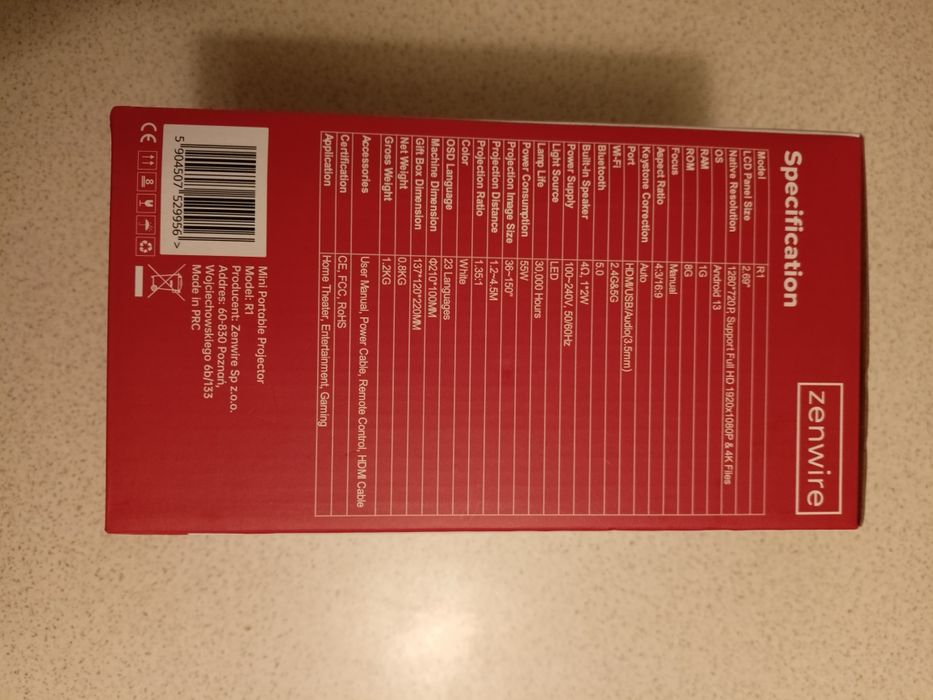 zenwire
Specification
Model R1
LCD Panel Size 2.69"
Native Resolution 1280*720P, Support Full HD 1920x1080P & 4K Files
OS Android 13
RAM 1G
ROM 8G
Focus Manual
Aspect Ratio 4:3/16:9
Keystone Correction Auto
Port HDMI/USB/Audio(3.5mm)
Wi-Fi 2.4G&5G
Bluetooth 5.0
Built-in Speaker 4Ω, 1*2W
Power Supply 100~240V, 50/60Hz
Light Source LED
Lamp Life 30,000 Hours
Power Consumption 55W
Projection Image Size 36~150"
Projection Distance 1.2~4.5M
Projection Ratio 1.35:1
Color White
OSD Language 23 Languages
Machine Dimension Φ210*100MM
Gift Box Dimension 137*120*220MM
Net Weight 0.8KG
Gross Weight 1.2KG
Accessories User Manual, Power Cable, Remote Control, HDMI Cable
Certification CE, FCC, RoHS
Application Home Theater, Entertainment, Gaming
5 904507 529956 >
CE
Mini Portable Projector
Model: R1
Producent: Zenwire Sp z.o.o.
Adres: 60-830 Poznań,
Wojciechowskiego 6b/133
Made in PRC